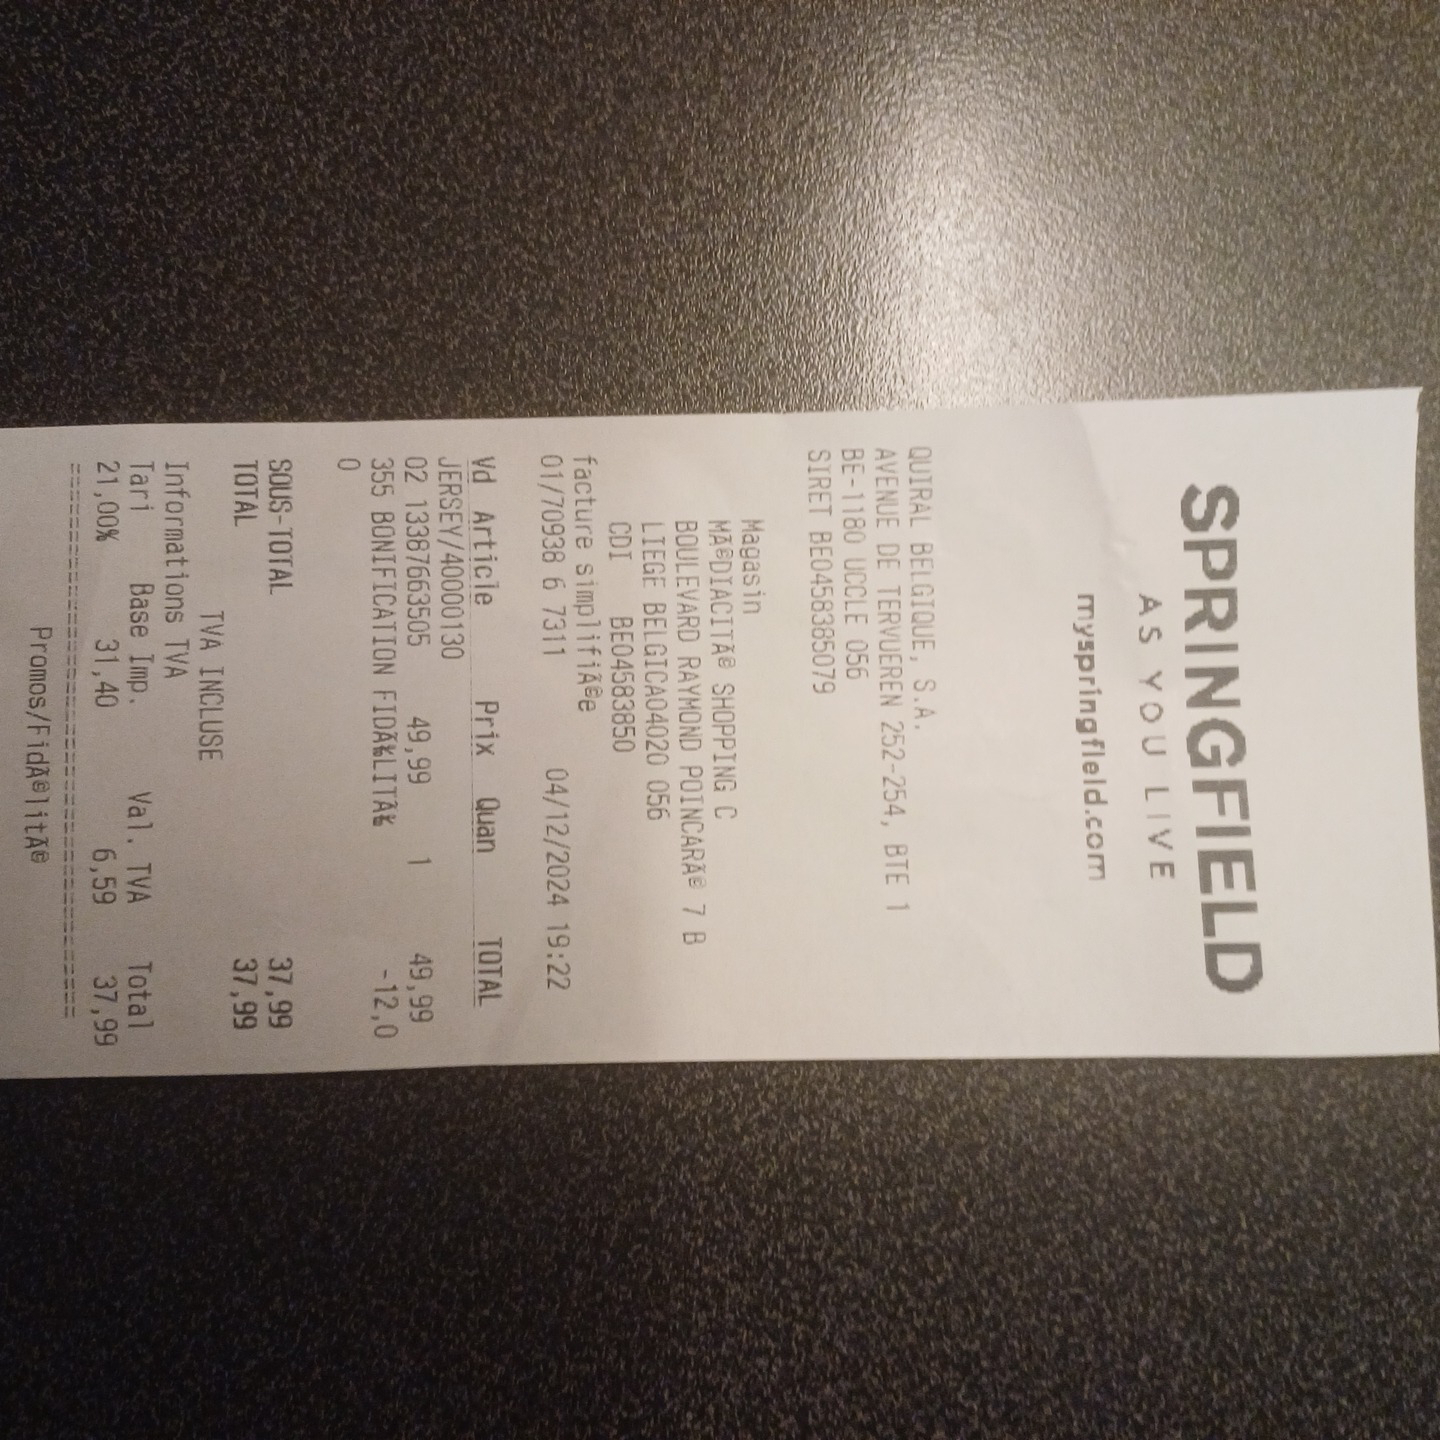 SPRINGFIELD
AS YOU LIVE
myspringfield.com
QUIRAL BELGIQUE, S.A.
AVENUE DE TERVUEREN 252-254, BTE 1
BE-1180 UCCLE 056
SIRET BE0458385079
Magasin
MÃ©DIACITÃ© SHOPPING C
BOULEVARD RAYMOND POINCARÃ© 7 B
LIEGE BELGICA04020 056
CDI BE04583850
facture simplifiÃ©e
01/70938 6 7311 04/12/2024 19:22
Vd Article Prix Quan TOTAL
JERSEY/40000130
02 13387663505 49,99 1 49,99
355 BONIFICATION FIDÃ‰LITÃ‰ -12,0
0
SOUS-TOTAL 37,99
TOTAL 37,99
TVA INCLUSE
Informations TVA
Tari Base Imp. Val. TVA Total
21,00% 31,40 6,59 37,99
================================
Promos/FidÃ©litÃ©